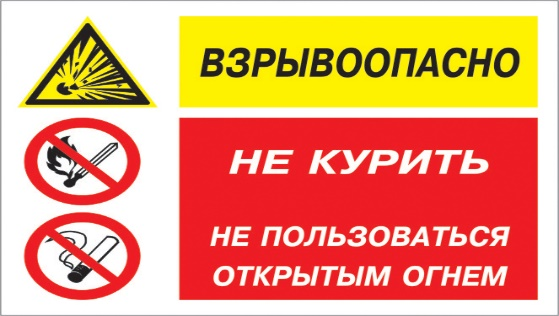 ВЗРЫВООПАСНО
НЕ КУРИТЬ
НЕ ПОЛЬЗОВАТЬСЯ
ОТКРЫТЫМ ОГНЕМ